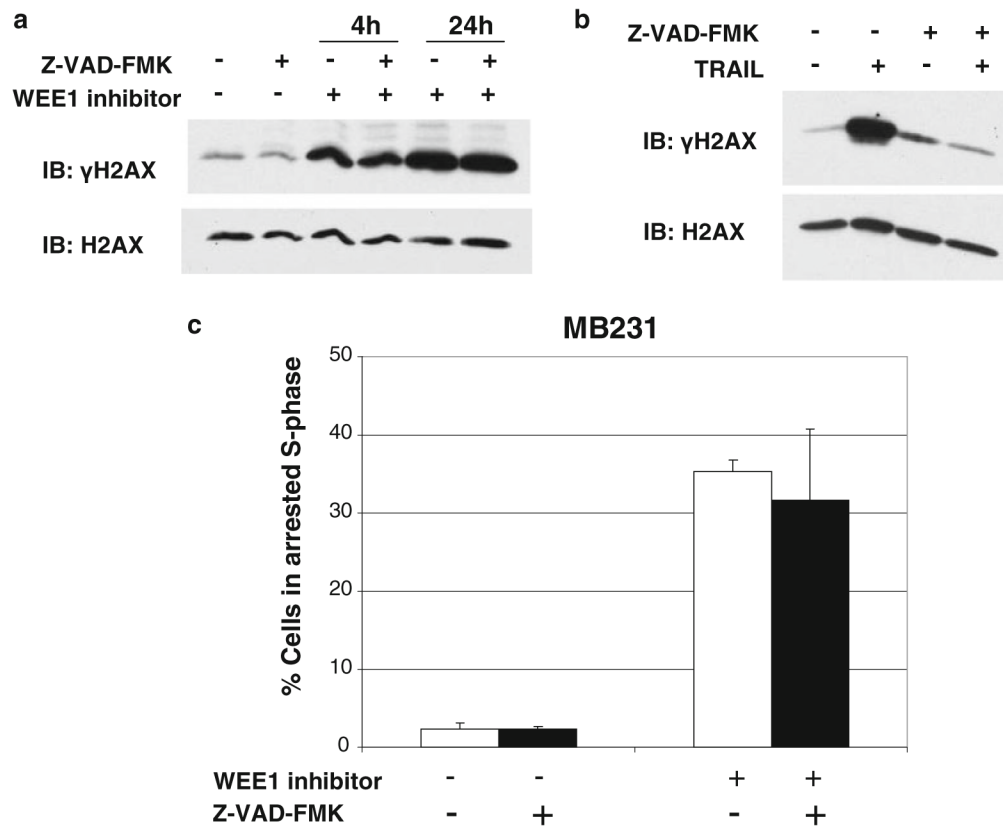 a
4h 24h
Z-VAD-FMK - + - + - +
WEE1 inhibitor - - + + + +
IB: γH2AX
IB: H2AX
b
Z-VAD-FMK - - + +
TRAIL - + - +
IB: γH2AX
IB: H2AX
c
MB231
% Cells in arrested S-phase
50
40
30
20
10
0
WEE1 inhibitor - - + +
Z-VAD-FMK - + - +